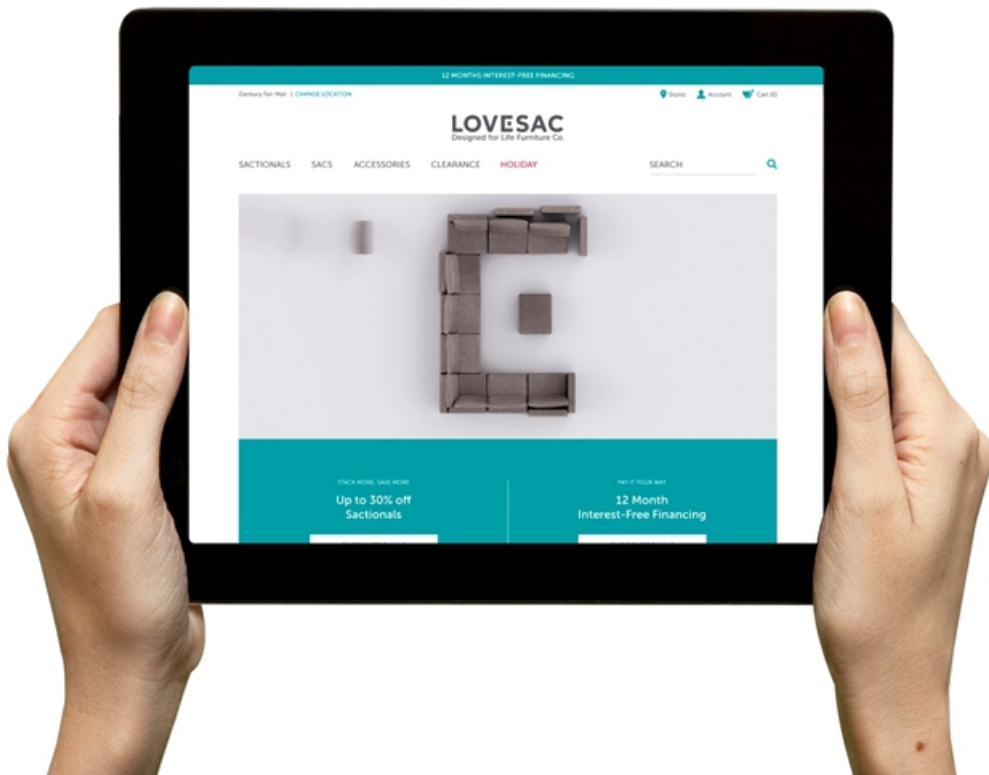 12 MONTHS INTEREST-FREE FINANCING
Danbury Fair Mall | CHANGE LOCATION
Stores Account Cart (0)
LOVESAC
Designed for Life Furniture Co.
SACTIONALS SACS ACCESSORIES CLEARANCE HOLIDAY SEARCH
STACK MORE, SAVE MORE
Up to 30% off
Sactionals
PAY IT YOUR WAY
12 Month
Interest-Free Financing